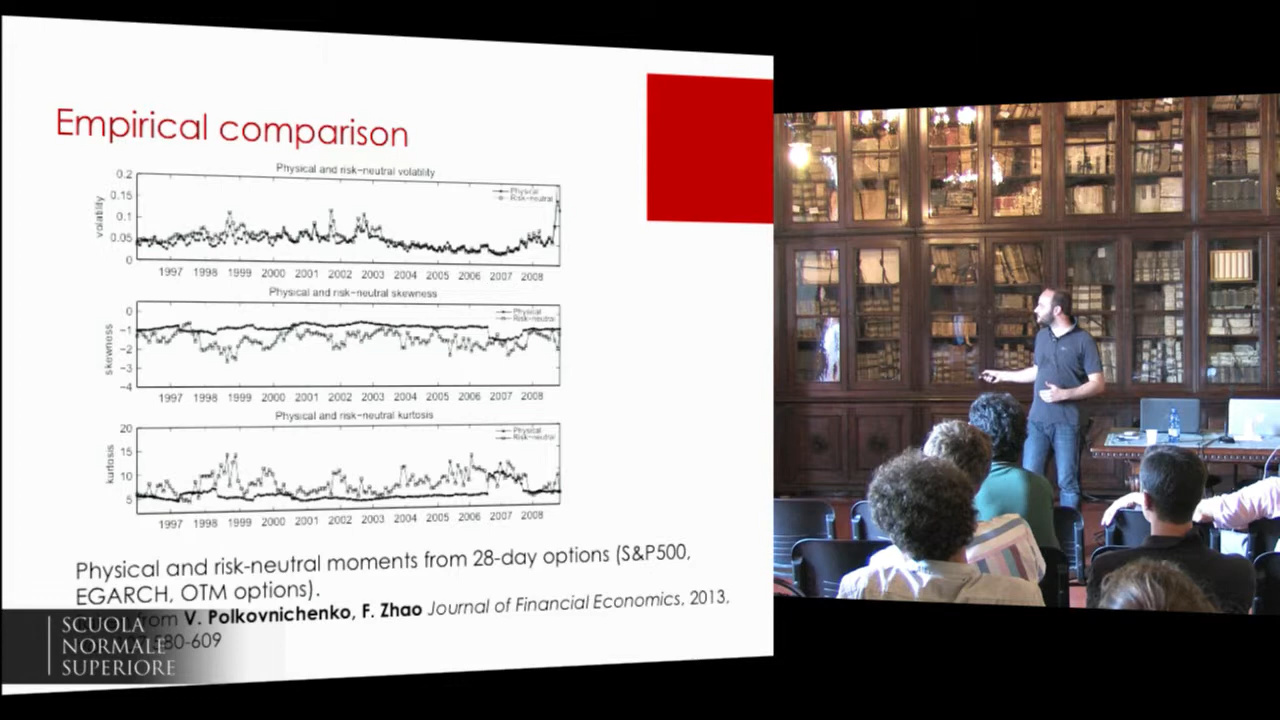 Empirical comparison
Physical and risk-neutral volatility
0.2
0.15
0.1
0.05
0
volatility
Physical
Risk-neutral
1997 1998 1999 2000 2001 2002 2003 2004 2005 2006 2007 2008
Physical and risk-neutral skewness
0
-1
-2
-3
-4
skewness
Physical
Risk-neutral
1997 1998 1999 2000 2001 2002 2003 2004 2005 2006 2007 2008
Physical and risk-neutral kurtosis
20
15
10
5
kurtosis
Physical
Risk-neutral
1997 1998 1999 2000 2001 2002 2003 2004 2005 2006 2007 2008
Physical and risk-neutral moments from 28-day options (S&P500,
EGARCH, OTM options).
from V. Polkovnichenko, F. Zhao Journal of Financial Economics, 2013,
80-609
SCUOLA
NORMALE
SUPERIORE